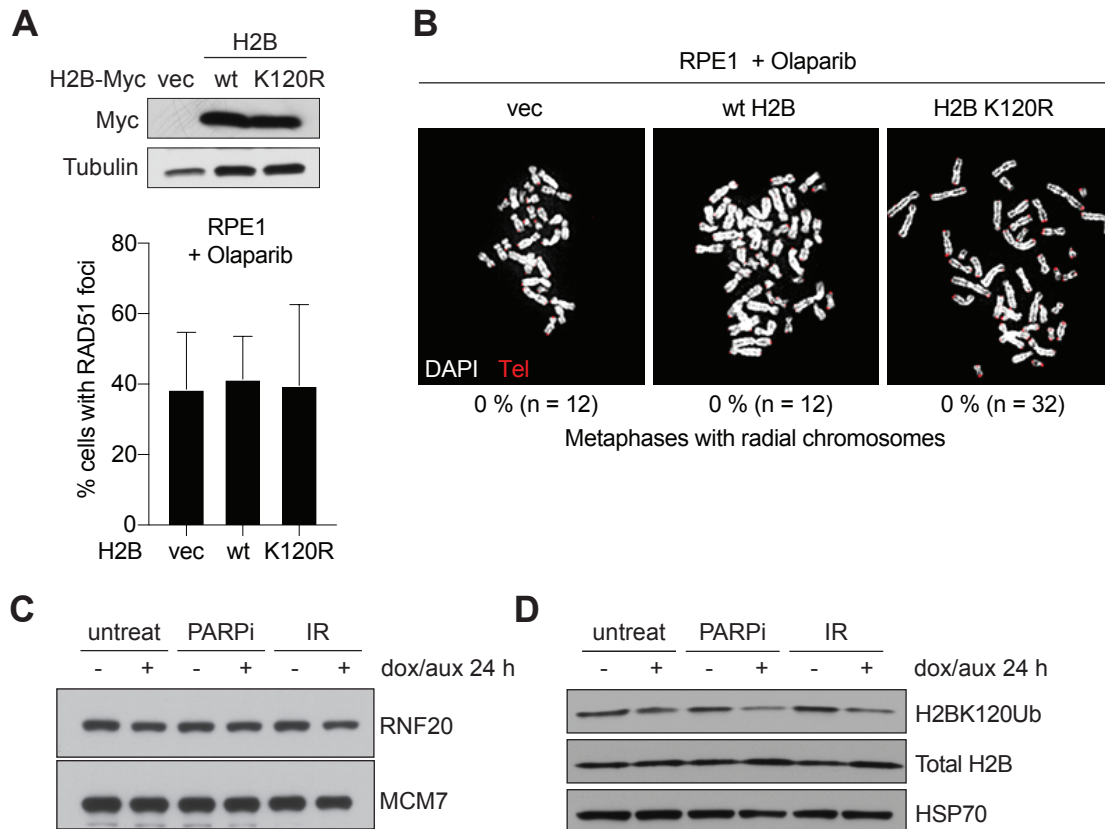 A
H2B
H2B-Myc vec wt K120R
Myc
Tubulin
RPE1
+ Olaparib
% cells with RAD51 foci
80
60
40
20
0
H2B vec wt K120R
B
RPE1 + Olaparib
vec wt H2B H2B K120R
DAPI Tel
0 % (n = 12) 0 % (n = 12) 0 % (n = 32)
Metaphases with radial chromosomes
C
untreat PARPi IR
- + - + - + dox/aux 24 h
RNF20
MCM7
D
untreat PARPi IR
- + - + - + dox/aux 24 h
H2BK120Ub
Total H2B
HSP70